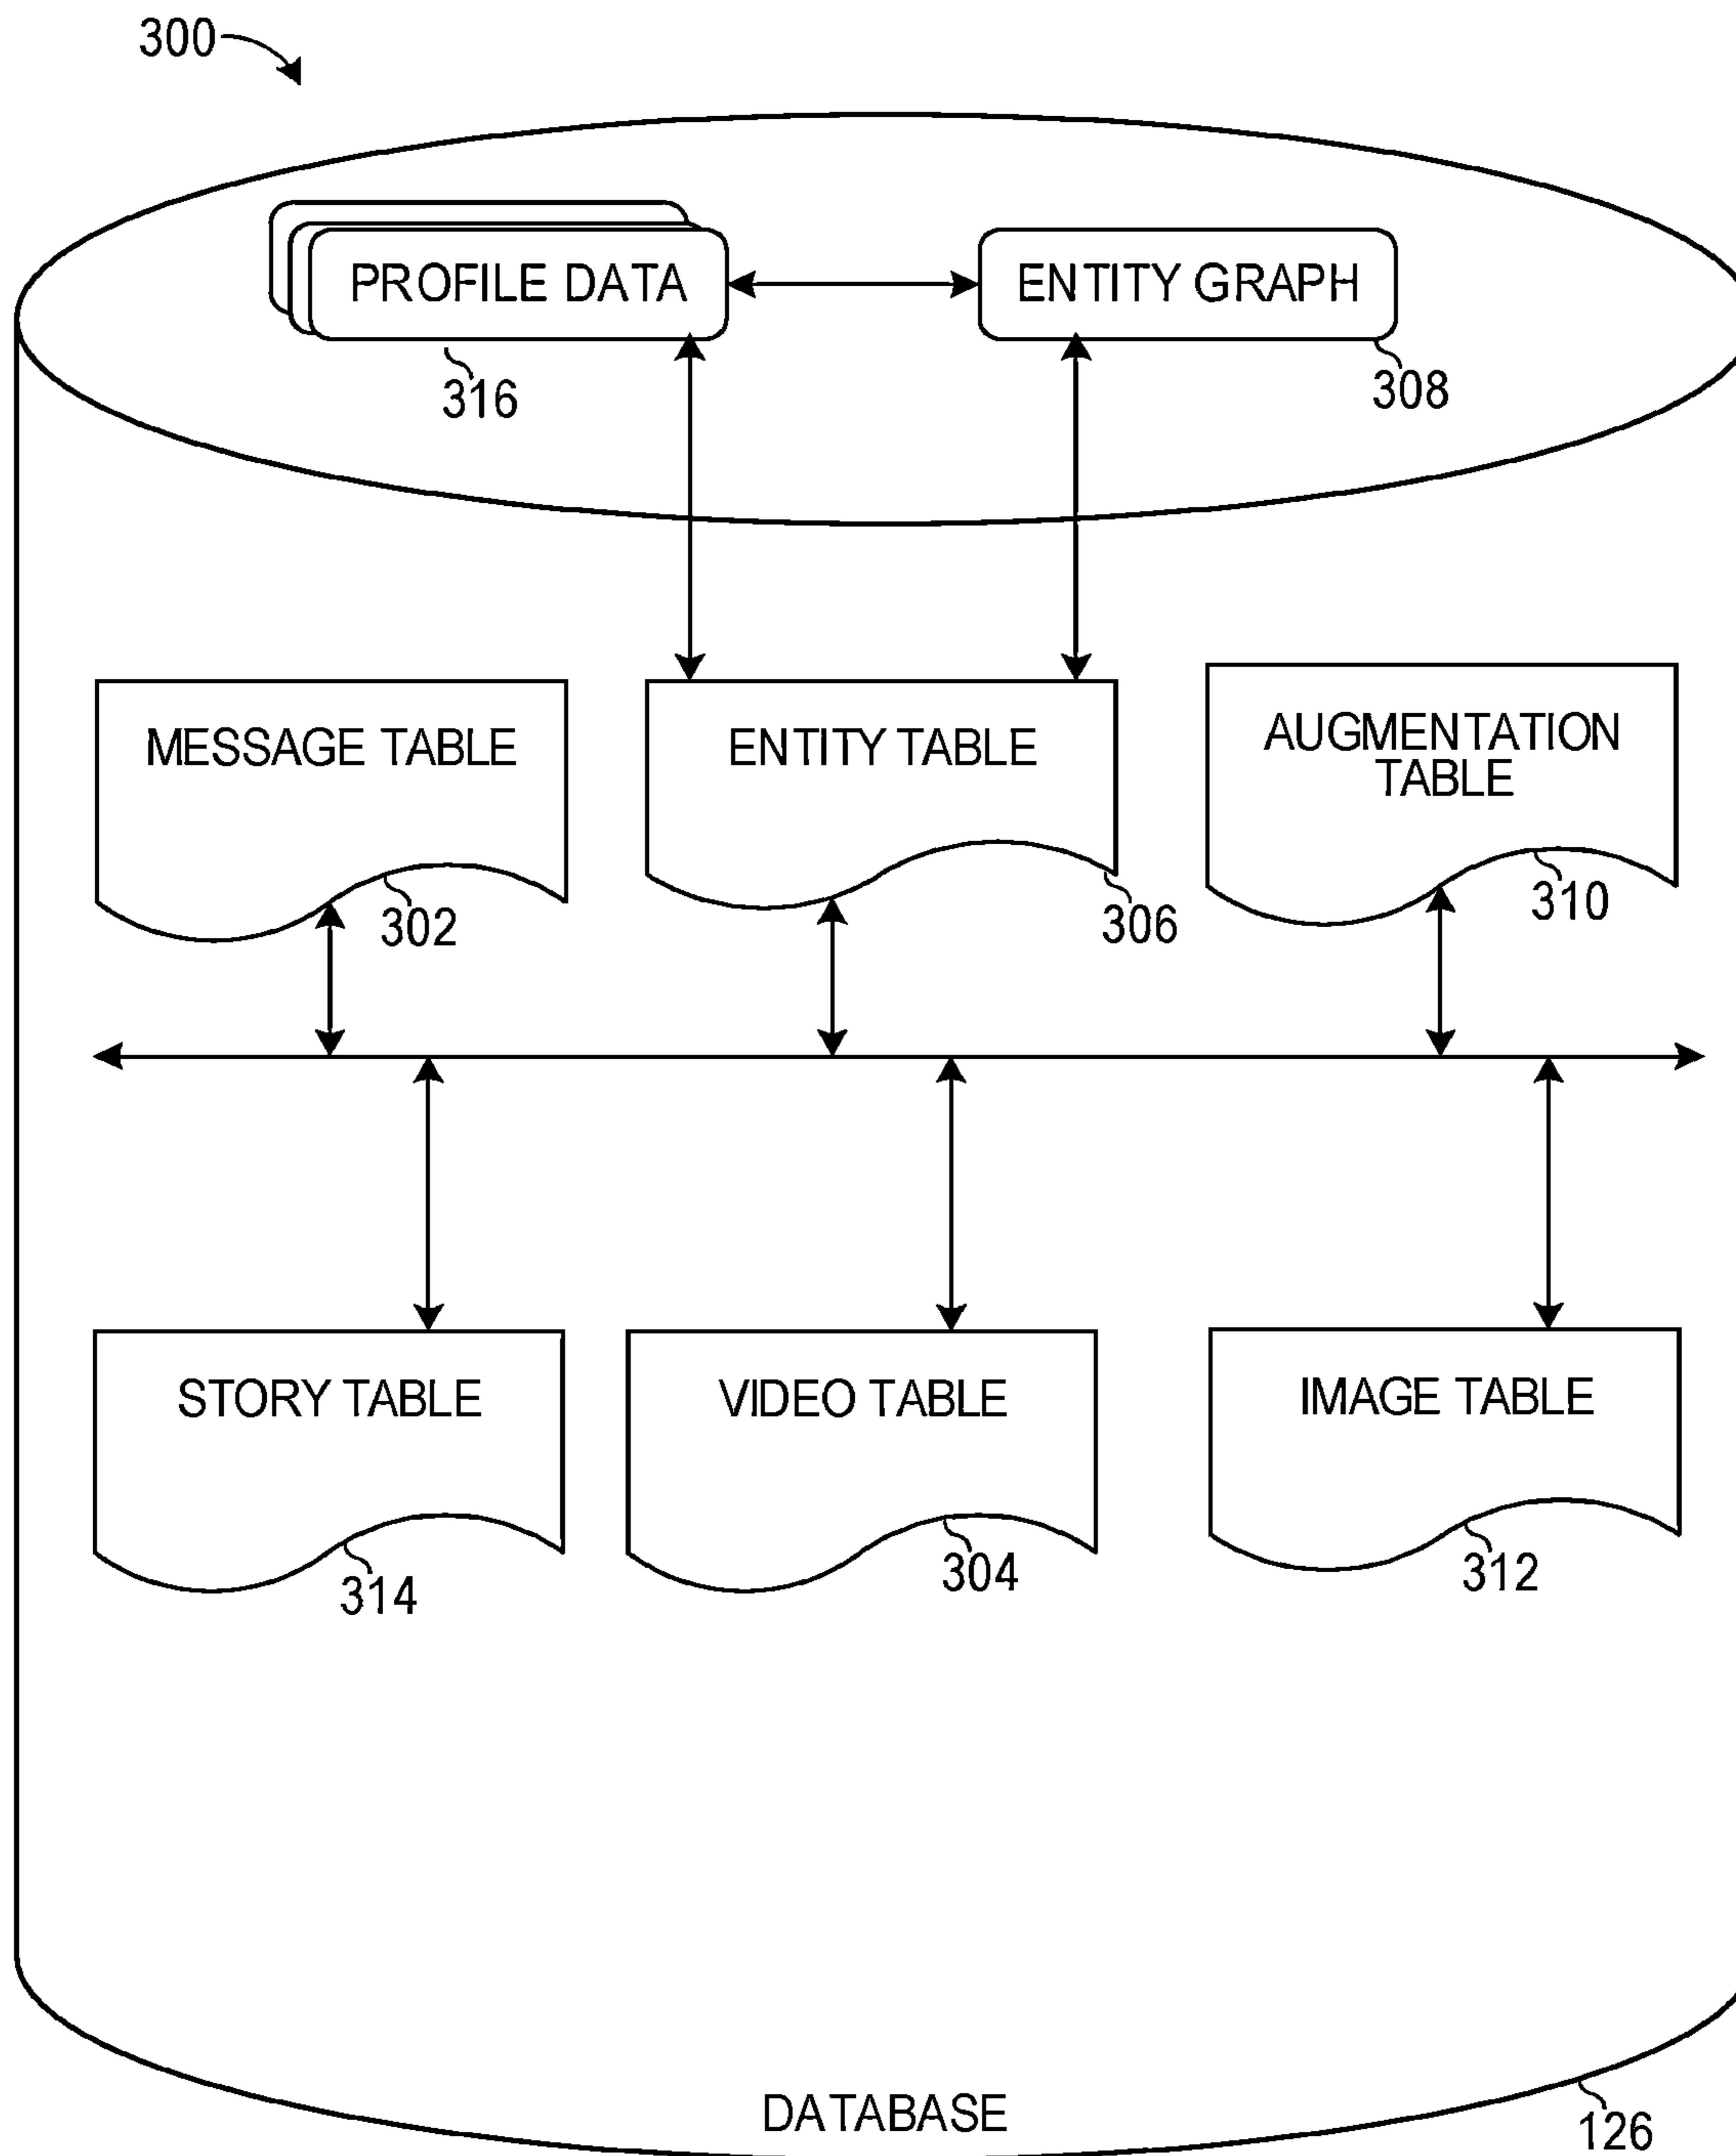 300
PROFILE DATA
ENTITY GRAPH
316
308
MESSAGE TABLE
ENTITY TABLE
AUGMENTATION
TABLE
302
306
310
STORY TABLE
VIDEO TABLE
IMAGE TABLE
314
304
312
DATABASE
126